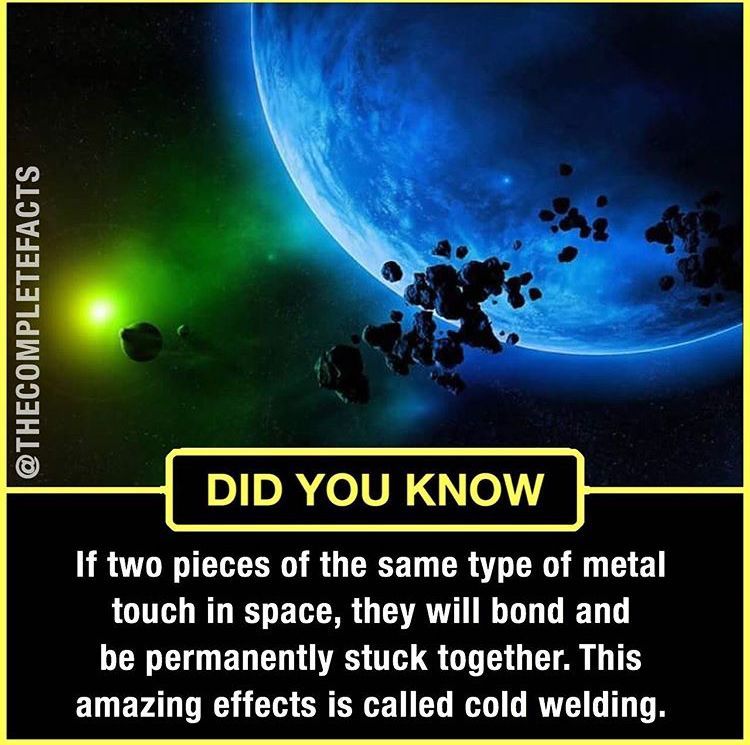 @THECOMPLETEFACTS
DID YOU KNOW
If two pieces of the same type of metal
touch in space, they will bond and
be permanently stuck together. This
amazing effects is called cold welding.